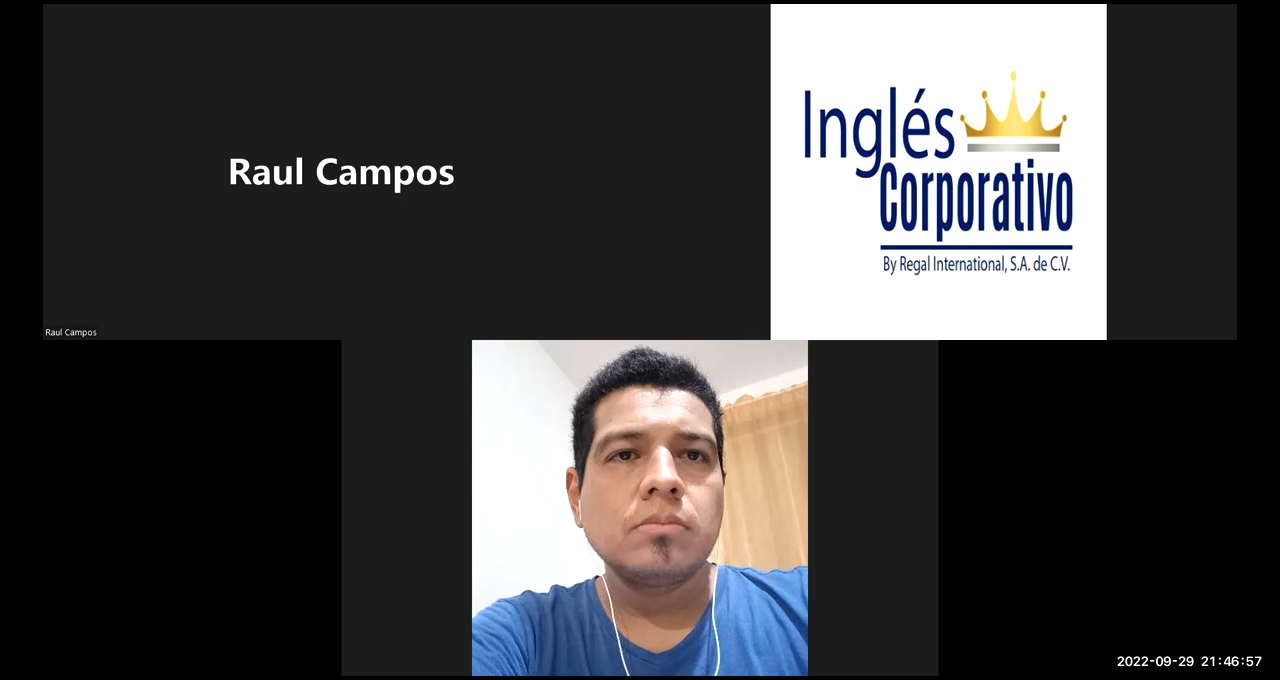 Raul Campos
Inglés
Corporativo
By Regal International, S.A. de C.V.
Raul Campos
2022-09-29 21:46:57